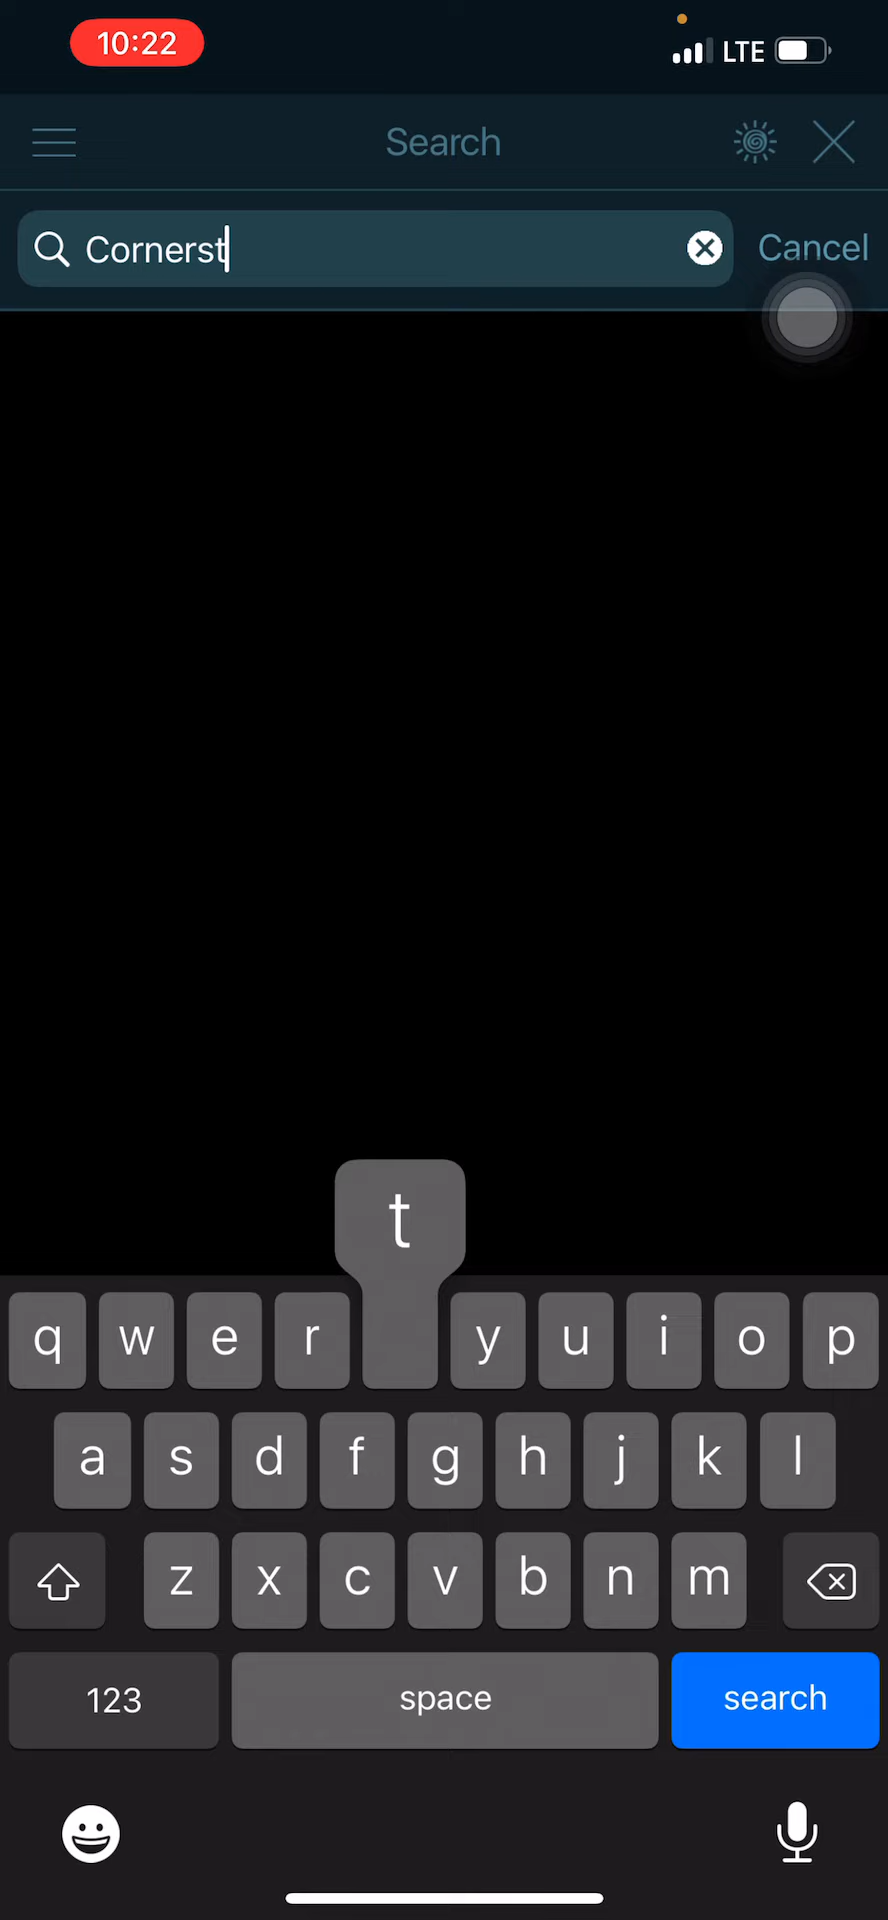 10:22
LTE
Search
Cornerst
Cancel
t
q w e r y u i o p
a s d f g h j k l
z x c v b n m
123 space search